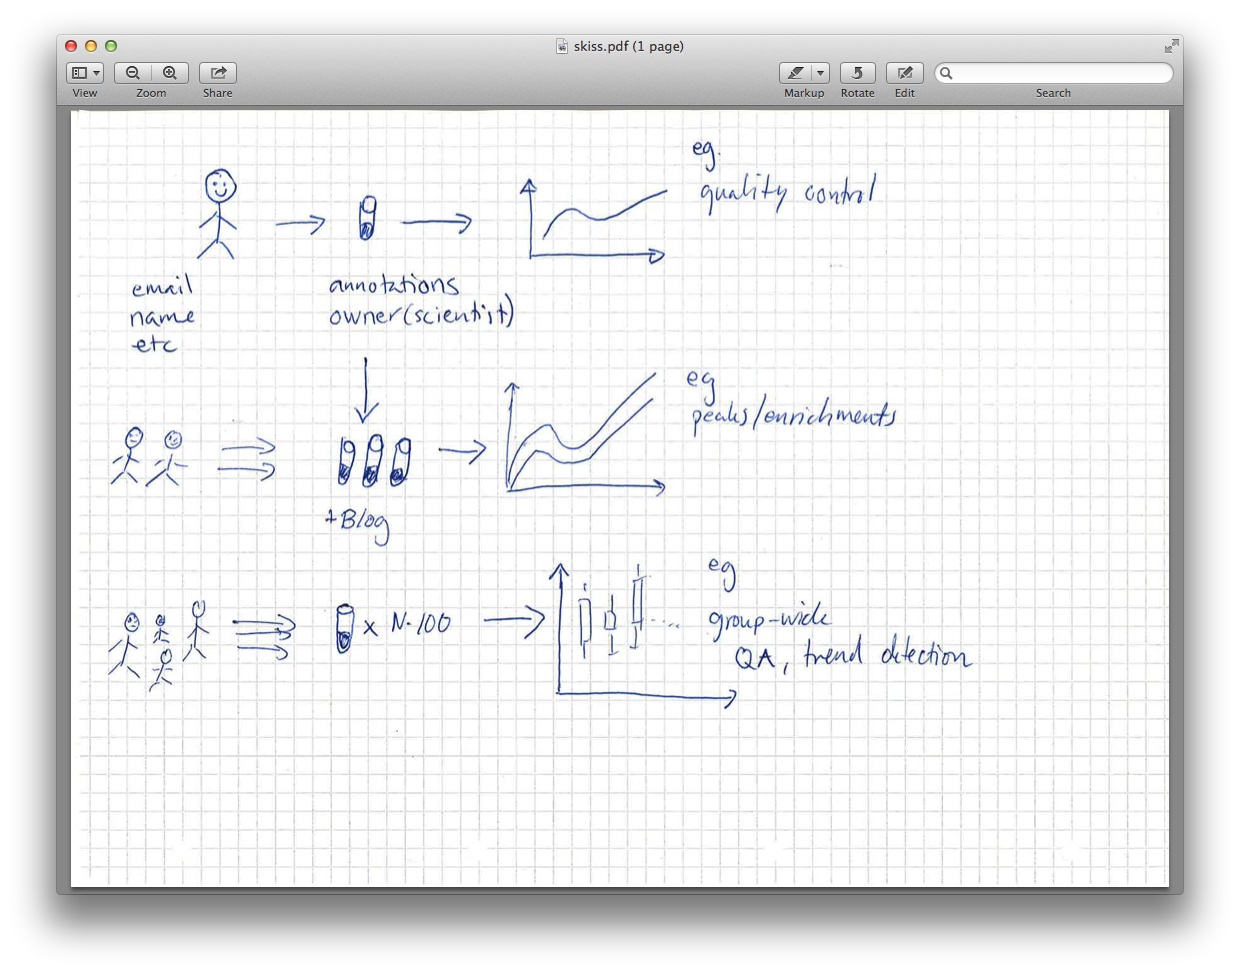 skiss.pdf (1 page)
View
Zoom
Share
Markup
Rotate
Edit
Search
eg.
quality control
email
name
etc
annotations
owner(scientist)
eg
peaks/enrichments
+Blog
eg
x N.100
group-wide
QA, trend detection